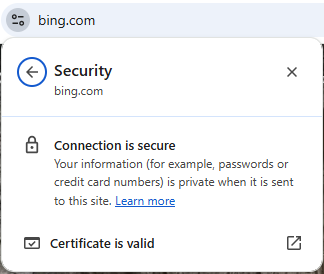 bing.com
Security
bing.com
Connection is secure
Your information (for example, passwords or
credit card numbers) is private when it is sent
to this site. Learn more
Certificate is valid